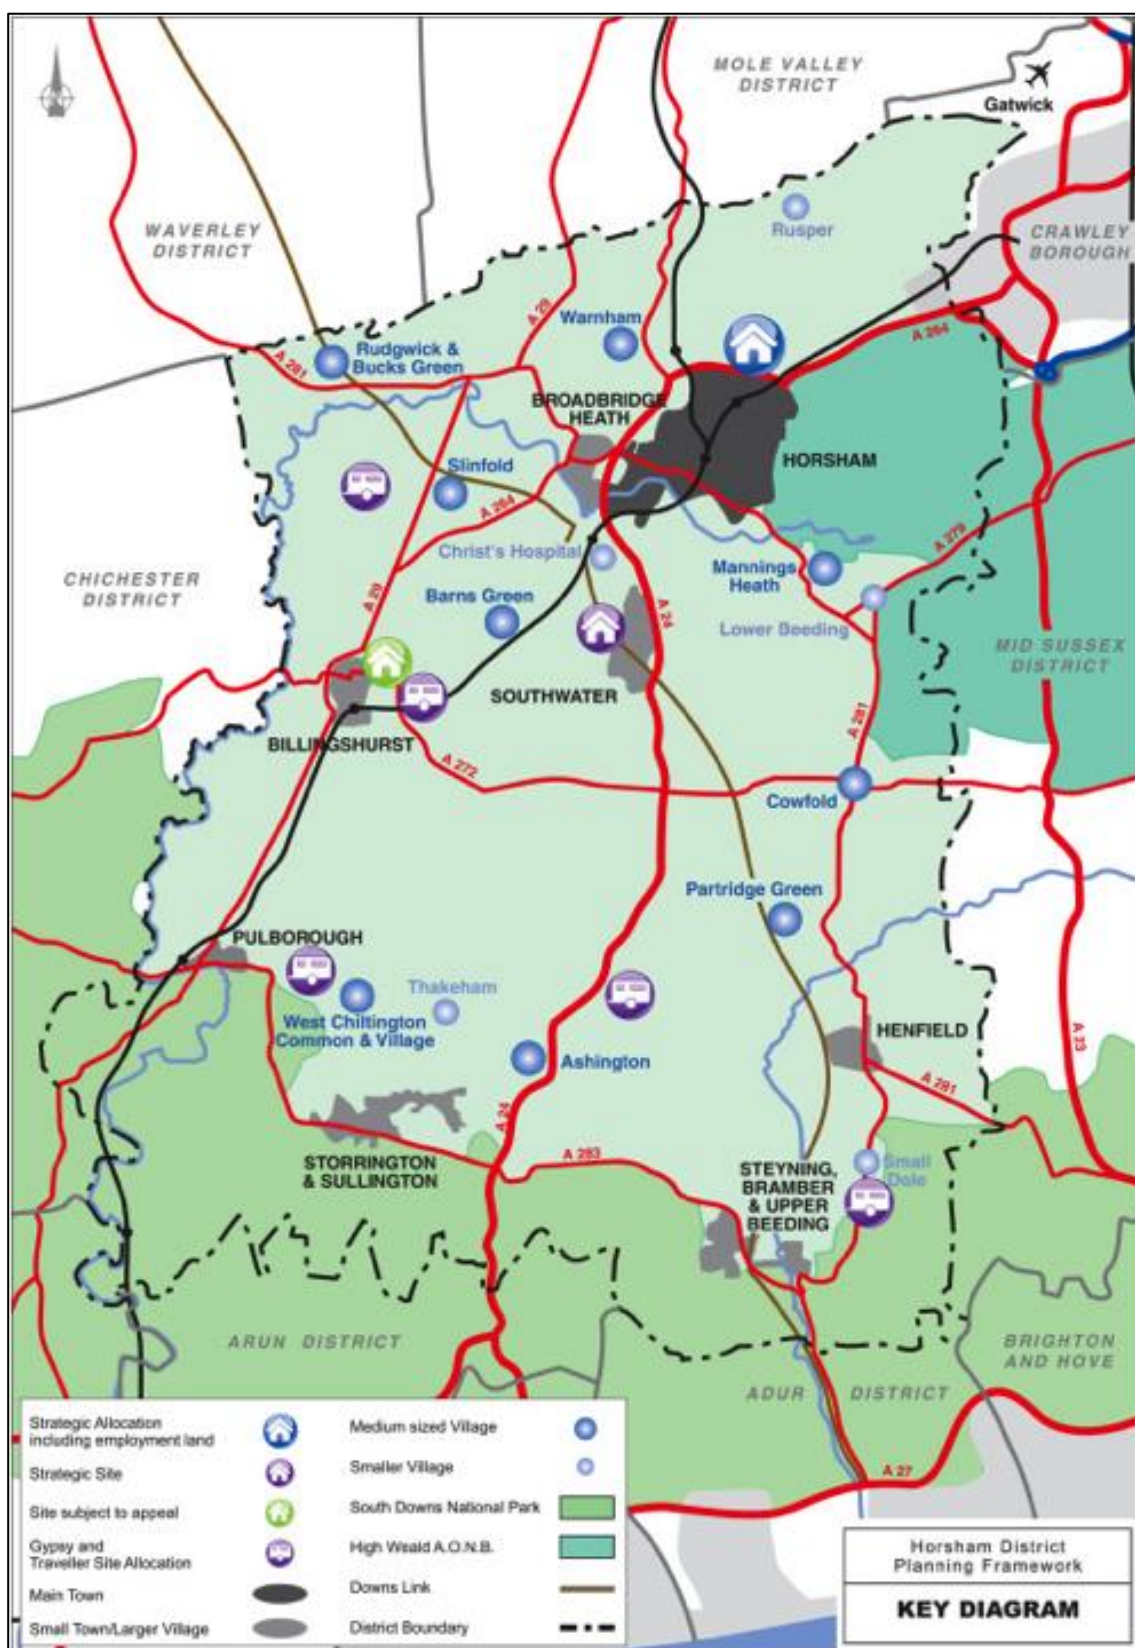 MOLE VALLEY
DISTRICT
Gatwick
WAVERLEY
DISTRICT
Rusper
CRAWLEY
BOROUGH
A 29
Warnham
A 264
A 281
Rudgwick &
Bucks Green
BROADBRIDGE
HEATH
HORSHAM
Slinfold
A 264
Christ's Hospital
A 279
CHICHESTER
DISTRICT
A 29
Barns Green
Mannings
Heath
A 24
Lower Beeding
MID SUSSEX
DISTRICT
SOUTHWATER
A 281
BILLINGSHURST
A 272
Cowfold
Partridge Green
PULBOROUGH
Thakeham
West Chiltington
Common & Village
HENFIELD
A 23
Ashington
A 281
A 24
STORRINGTON
& SULLINGTON
A 283
STEYNING,
BRAMBER
& UPPER
BEEDING
Small
Dole
ARUN DISTRICT
BRIGHTON
AND HOVE
ADUR DISTRICT
A 27
Strategic Allocation
including employment land
Strategic Site
Site subject to appeal
Gypsy and
Traveller Site Allocation
Main Town
Small Town/Larger Village
Medium sized Village
Smaller Village
South Downs National Park
High Weald A.O.N.B.
Downs Link
District Boundary
Horsham District
Planning Framework
KEY DIAGRAM